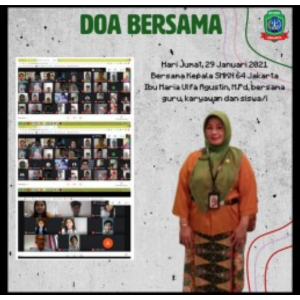 DOA BERSAMA
Hari Jumat, 29 Januari 2021
Bersama Kepala SMKN 64 Jakarta
Ibu Maria Ulfa Agustin, M.Pd, bersama
guru, karyawan dan siswa/i